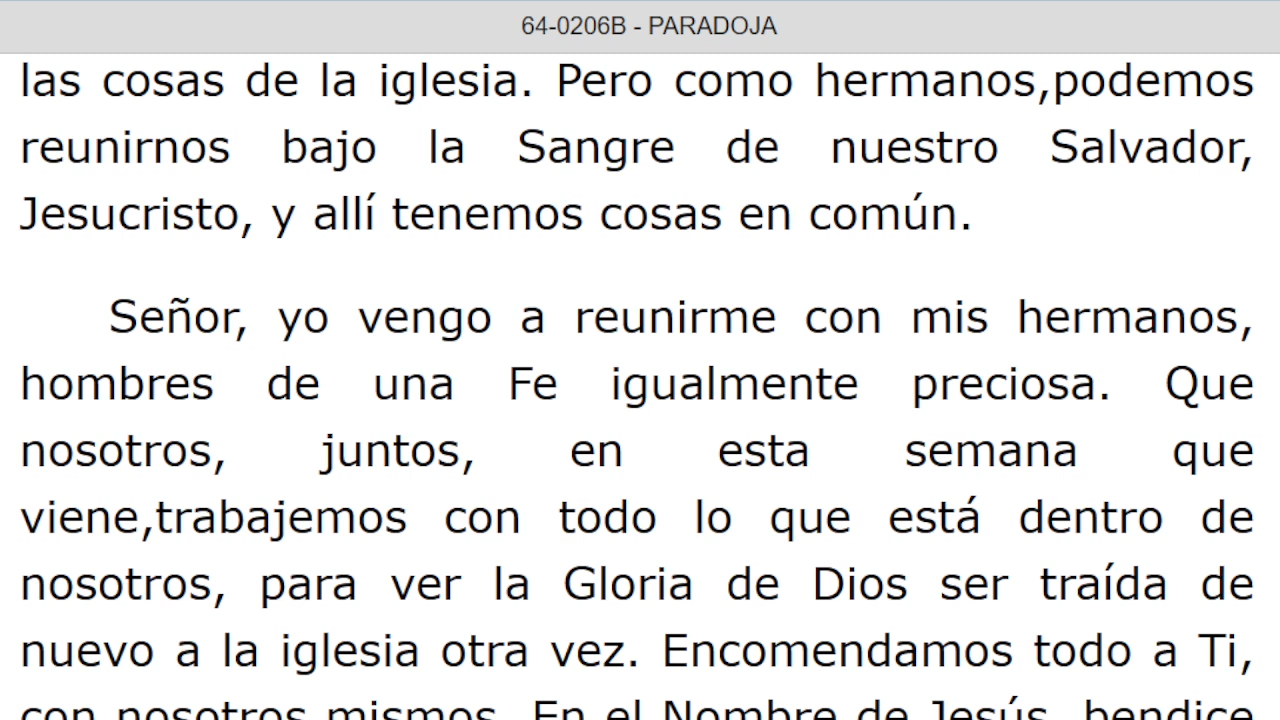 64-0206B - PARADOJA
las cosas de la iglesia. Pero como hermanos,podemos
reunirnos bajo la Sangre de nuestro Salvador,
Jesucristo, y allí tenemos cosas en común.
Señor, yo vengo a reunirme con mis hermanos,
hombres de una Fe igualmente preciosa. Que
nosotros, juntos, en esta semana que
viene,trabajemos con todo lo que está dentro de
nosotros, para ver la Gloria de Dios ser traída de
nuevo a la iglesia otra vez. Encomendamos todo a Ti,
con nosotros mismos. En el Nombre de Jesús, bendice